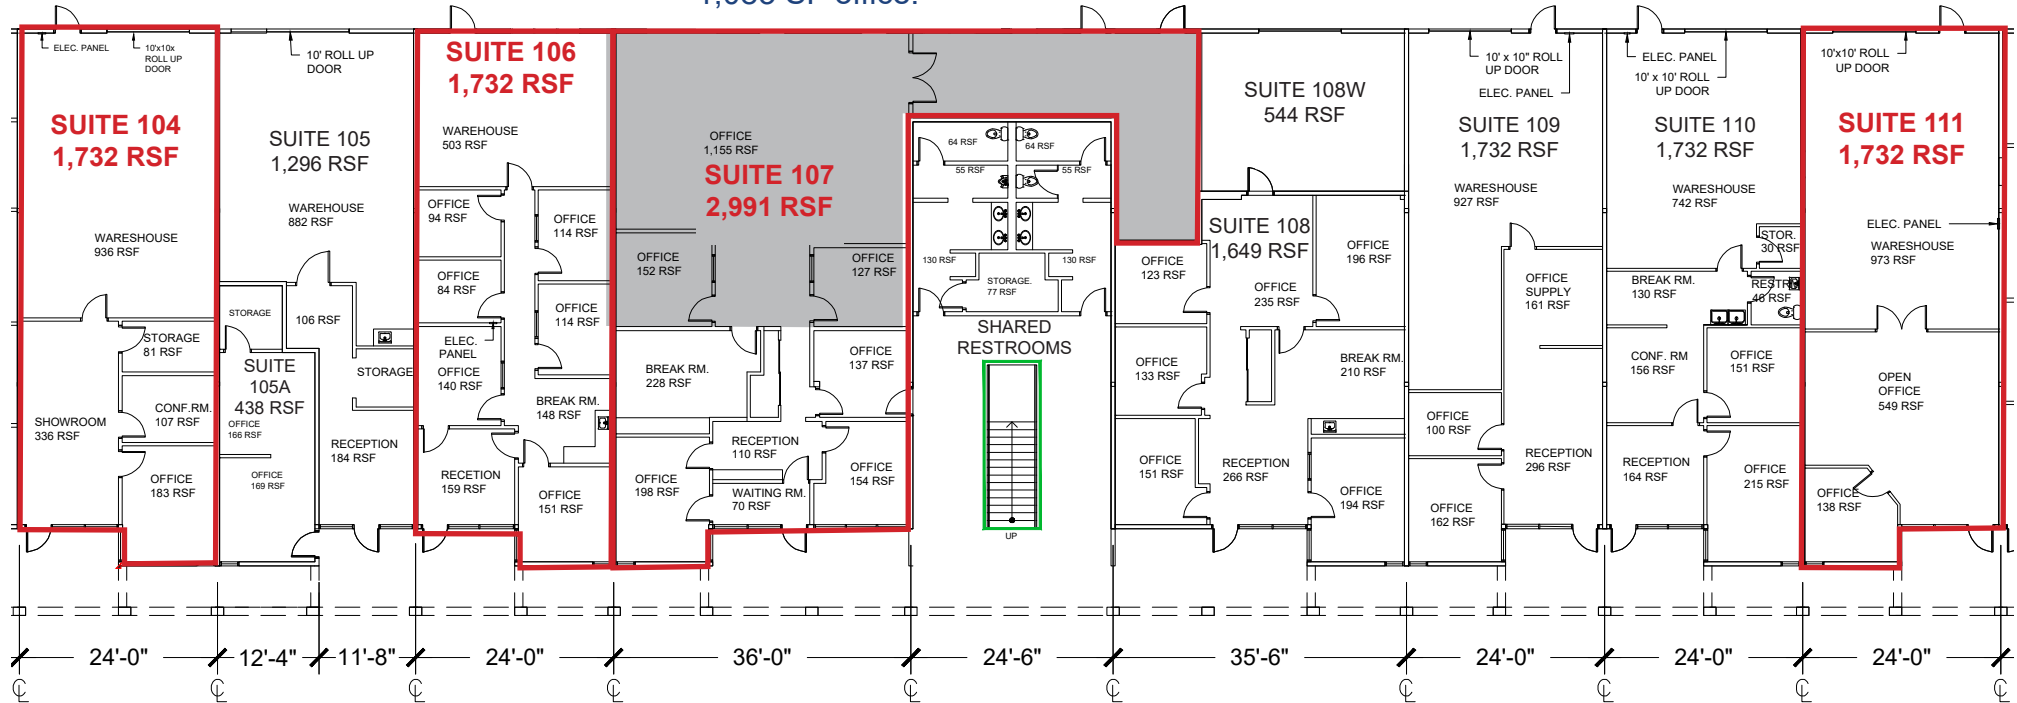 ELEC. PANEL
10'x10x
ROLL UP
DOOR
SUITE 104
1,732 RSF
WARESHOUSE
936 RSF
STORAGE
81 RSF
CONF.RM.
107 RSF
SHOWROOM
336 RSF
OFFICE
183 RSF
10' ROLL UP
DOOR
SUITE 105
1,296 RSF
WAREHOUSE
882 RSF
STORAGE
106 RSF
STORAGE
SUITE
105A
438 RSF
OFFICE
166 RSF
OFFICE
169 RSF
RECEPTION
184 RSF
SUITE 106
1,732 RSF
WAREHOUSE
503 RSF
OFFICE
94 RSF
OFFICE
114 RSF
OFFICE
84 RSF
OFFICE
114 RSF
ELEC.
PANEL
OFFICE
140 RSF
BREAK RM.
148 RSF
RECETION
159 RSF
OFFICE
151 RSF
OFFICE
1,155 RSF
SUITE 107
2,991 RSF
OFFICE
152 RSF
OFFICE
127 RSF
BREAK RM.
228 RSF
OFFICE
137 RSF
RECEPTION
110 RSF
OFFICE
198 RSF
WAITING RM.
70 RSF
OFFICE
154 RSF
64 RSF
64 RSF
55 RSF
55 RSF
130 RSF
130 RSF
STORAGE.
77 RSF
SHARED
RESTROOMS
UP
SUITE 108W
544 RSF
SUITE 108
1,649 RSF
OFFICE
123 RSF
OFFICE
196 RSF
OFFICE
235 RSF
OFFICE
133 RSF
BREAK RM.
210 RSF
OFFICE
151 RSF
RECEPTION
266 RSF
OFFICE
194 RSF
10' x 10" ROLL
UP DOOR
ELEC. PANEL
SUITE 109
1,732 RSF
WARESHOUSE
927 RSF
OFFICE
SUPPLY
161 RSF
OFFICE
100 RSF
RECEPTION
296 RSF
OFFICE
162 RSF
ELEC. PANEL
10' x 10' ROLL
UP DOOR
SUITE 110
1,732 RSF
WAREHOUSE
742 RSF
STOR.
30 RSF
BREAK RM.
130 RSF
46 RSF
CONF. RM
156 RSF
OFFICE
151 RSF
RECEPTION
164 RSF
OFFICE
215 RSF
10'x10' ROLL
UP DOOR
SUITE 111
1,732 RSF
ELEC. PANEL
WAREHOUSE
973 RSF
OPEN
OFFICE
549 RSF
OFFICE
138 RSF
24'-0" 12'-4" 11'-8" 24'-0" 36'-0" 24'-6" 35'-6" 24'-0" 24'-0" 24'-0"